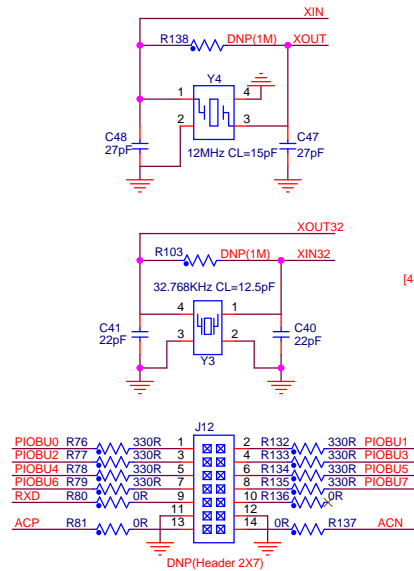 XIN
R138 DNP(1M) XOUT
Y4
1 4
2 3
C48 C47
27pF 12MHz CL=15pF 27pF
XOUT32
R103 DNP(1M) XIN32
[4
32.768KHz CL=12.5pF
4 1
C41 3 2 C40
22pF Y3 22pF
J12
PIOBU0 R76 330R 1 2 R132 330R PIOBU1
PIOBU2 R77 330R 3 4 R133 330R PIOBU3
PIOBU4 R78 330R 5 6 R134 330R PIOBU5
PIOBU6 R79 330R 7 8 R135 330R PIOBU7
RXD R80 0R 9 10 R136 0R
11 12
ACP R81 0R 13 14 0R R137 ACN
DNP(Header 2X7)